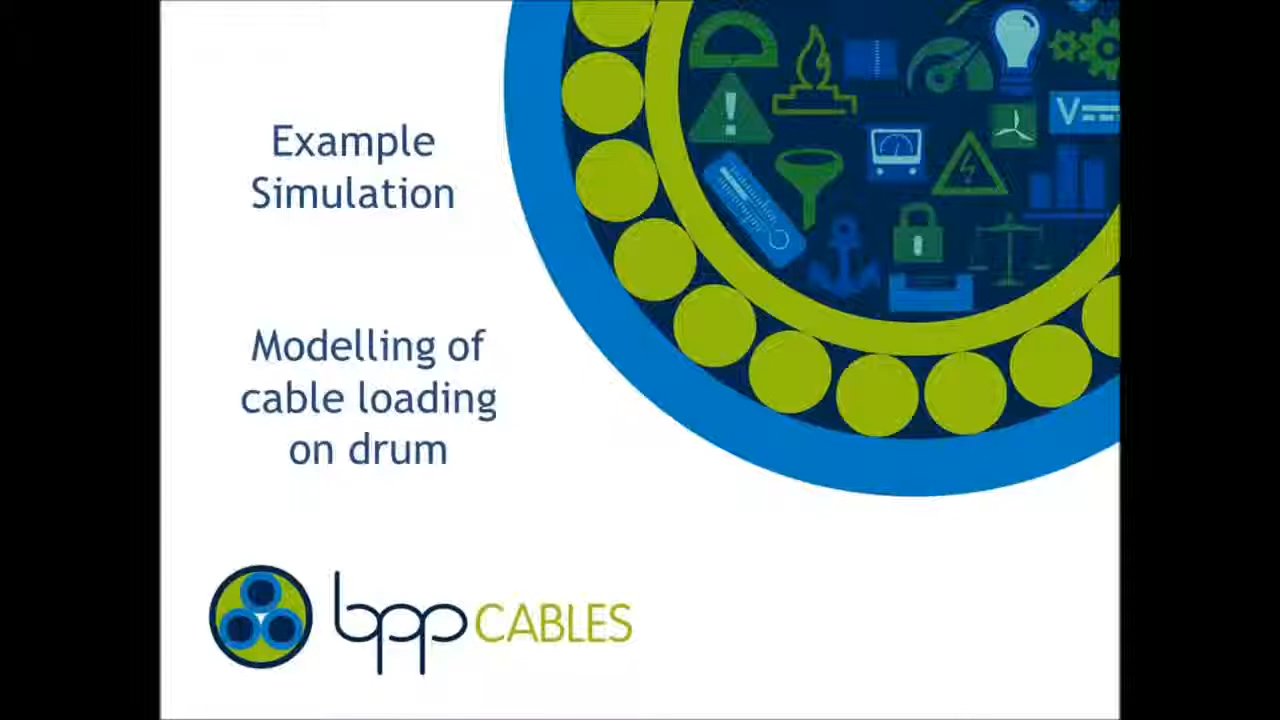 Example
Simulation
Modelling of
cable loading
on drum
bpp CABLES
V